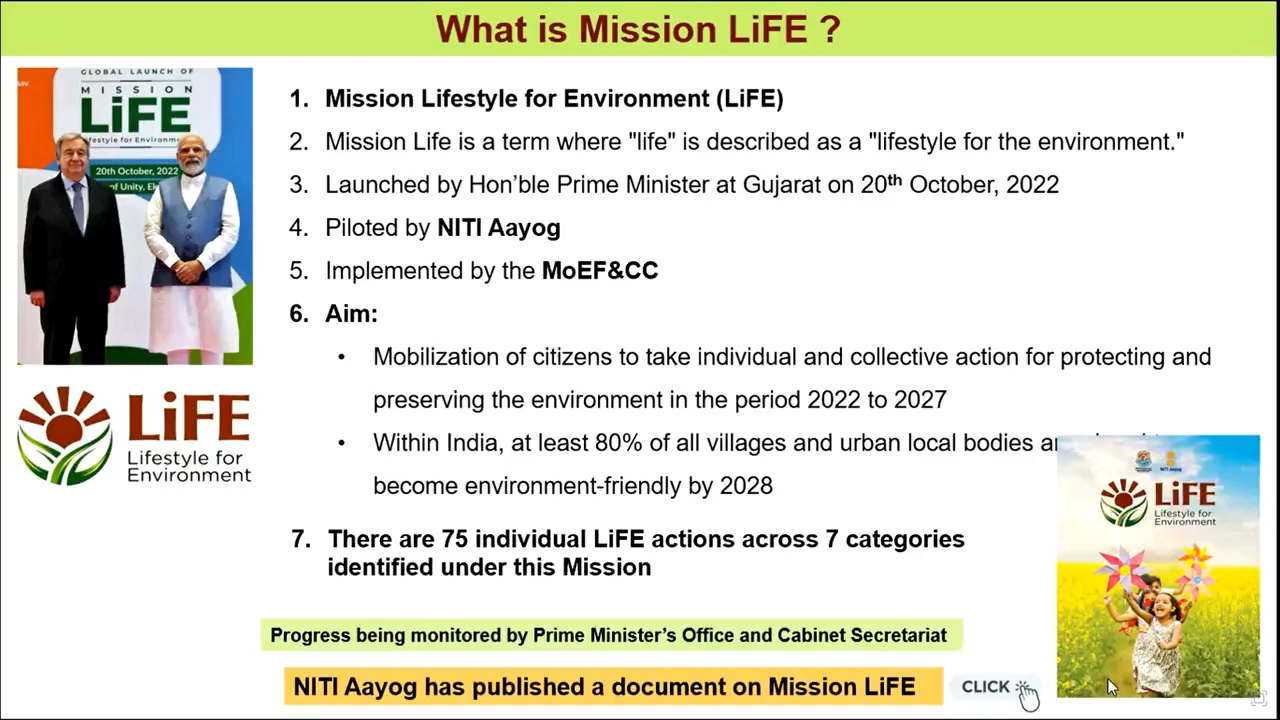 What is Mission LiFE ?
GLOBAL LAUNCH OF
MISSION
LiFE
20th October, 2022
of Unity,
LiFE
Lifestyle for
Environment
1. Mission Lifestyle for Environment (LiFE)
2. Mission Life is a term where "life" is described as a "lifestyle for the environment."
3. Launched by Hon’ble Prime Minister at Gujarat on 20th October, 2022
4. Piloted by NITI Aayog
5. Implemented by the MoEF&CC
6. Aim:
• Mobilization of citizens to take individual and collective action for protecting and
preserving the environment in the period 2022 to 2027
• Within India, at least 80% of all villages and urban local bodies
become environment-friendly by 2028
7. There are 75 individual LiFE actions across 7 categories
identified under this Mission
Progress being monitored by Prime Minister’s Office and Cabinet Secretariat
NITI Aayog has published a document on Mission LiFE
CLICK
NITI Aayog
LiFE
Lifestyle for
Environment